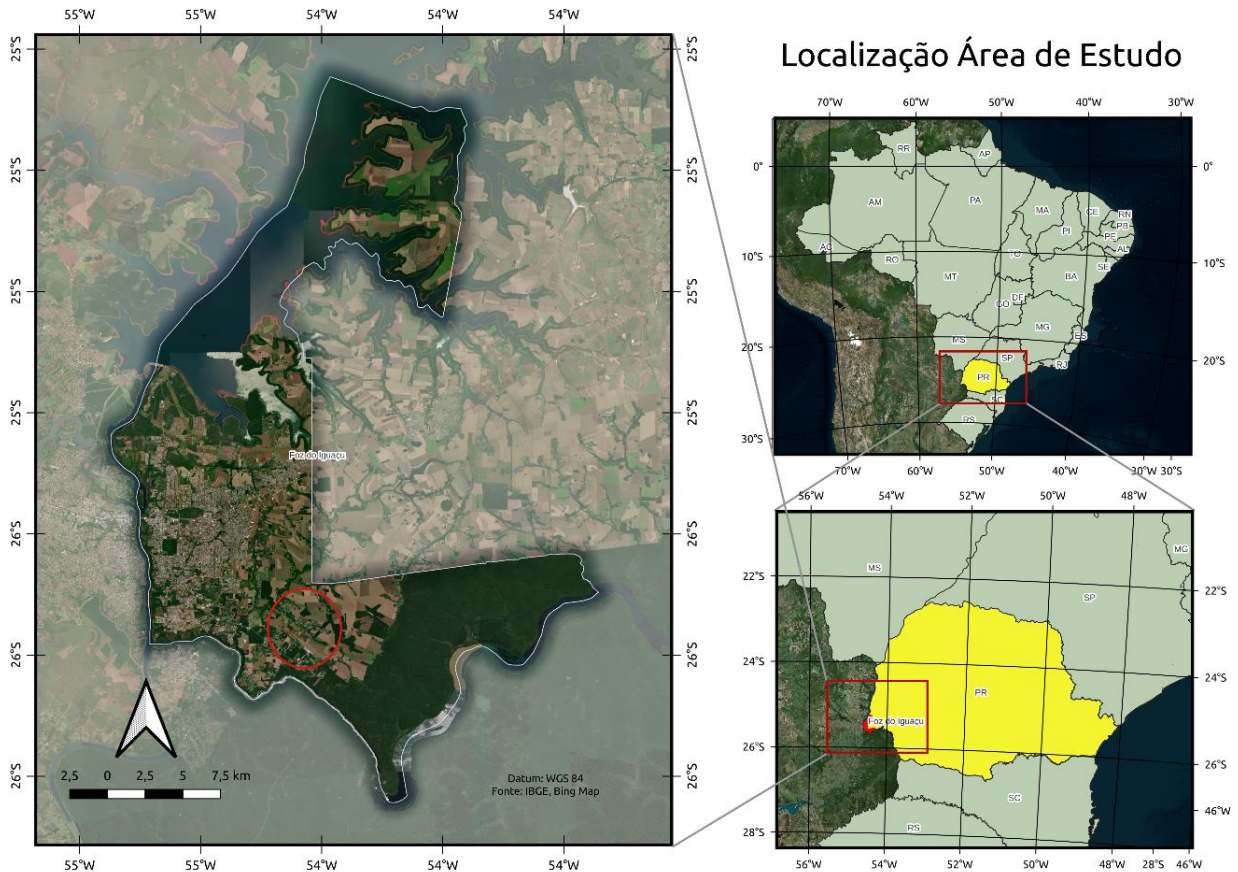 Localização Área de Estudo
55°W 55°W 54°W 54°W 54°W
25°S 25°S
25°S 25°S
25°S 25°S
25°S 25°S
26°S 26°S
26°S 26°S
26°S 26°S
Foz do Iguaçu
2,5 0 2,5 5 7,5 km
Datum: WGS 84
Fonte: IBGE, Bing Map
55°W 55°W 54°W 54°W 54°W
70°W 60°W 50°W 40°W 30°W
RR AP
0° 0°
AM PA MA CE RN
PI PB
PE
AC TO AL
RO SE
10°S 10°S
MT BA
GO DF
MG
MS ES
20°S 20°S
SP RJ
PR
SC
RS
30°S
70°W 60°W 50°W 40°W 30°W 30°S
56°W 54°W 52°W 50°W 48°W
MG
MS
22°S 22°S
SP
24°S 24°S
PR
Foz do Iguaçu
26°S 26°S
SC
46°W
RS
28°S
56°W 54°W 52°W 50°W 48°W 28°S 46°W